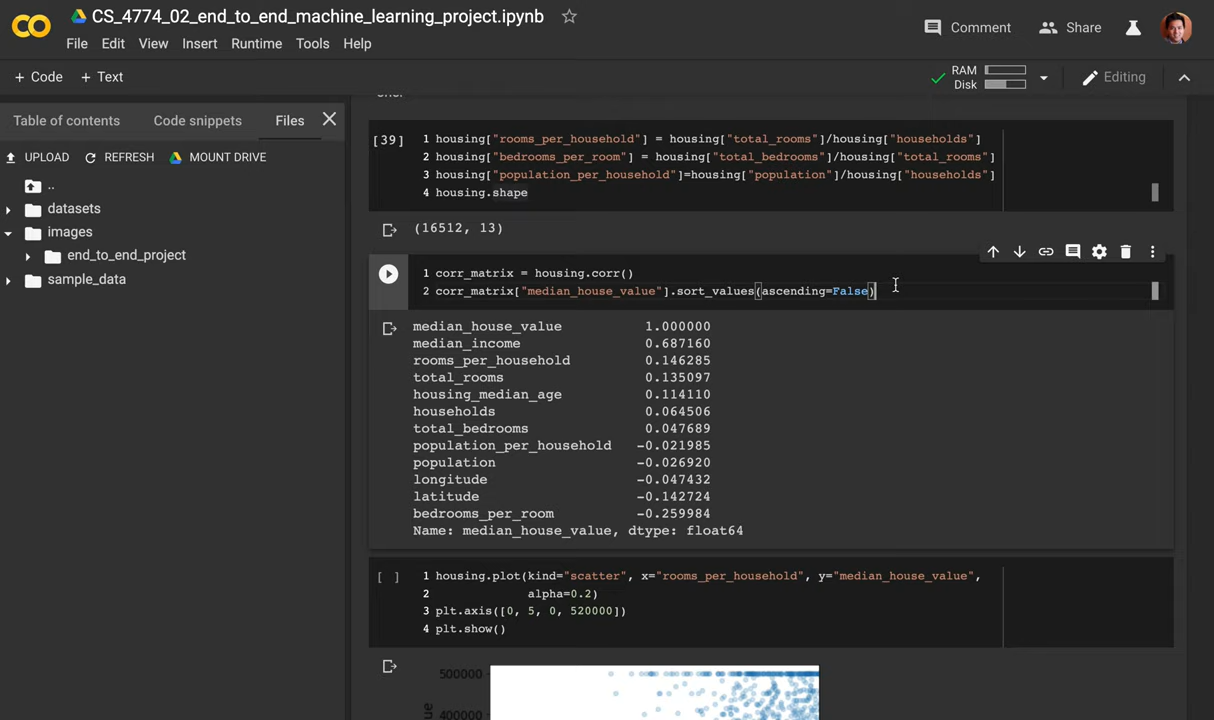 CS_4774_02_end_to_end_machine_learning_project.ipynb
Comment
Share
File Edit View Insert Runtime Tools Help
+ Code + Text
RAM
Disk
Editing
Table of contents Code snippets Files
UPLOAD REFRESH MOUNT DRIVE
..
datasets
images
end_to_end_project
sample_data
[39]
1 housing["rooms_per_household"] = housing["total_rooms"]/housing["households"]
2 housing["bedrooms_per_room"] = housing["total_bedrooms"]/housing["total_rooms"]
3 housing["population_per_household"]=housing["population"]/housing["households"]
4 housing.shape
(16512, 13)
1 corr_matrix = housing.corr()
2 corr_matrix["median_house_value"].sort_values(ascending=False)
median_house_value 1.000000
median_income 0.687160
rooms_per_household 0.146285
total_rooms 0.135097
housing_median_age 0.114110
households 0.064506
total_bedrooms 0.047689
population_per_household -0.021985
population -0.026920
longitude -0.047432
latitude -0.142724
bedrooms_per_room -0.259984
Name: median_house_value, dtype: float64
[ ]
1 housing.plot(kind="scatter", x="rooms_per_household", y="median_house_value",
2 alpha=0.2)
3 plt.axis([0, 5, 0, 520000])
4 plt.show()
500000
400000